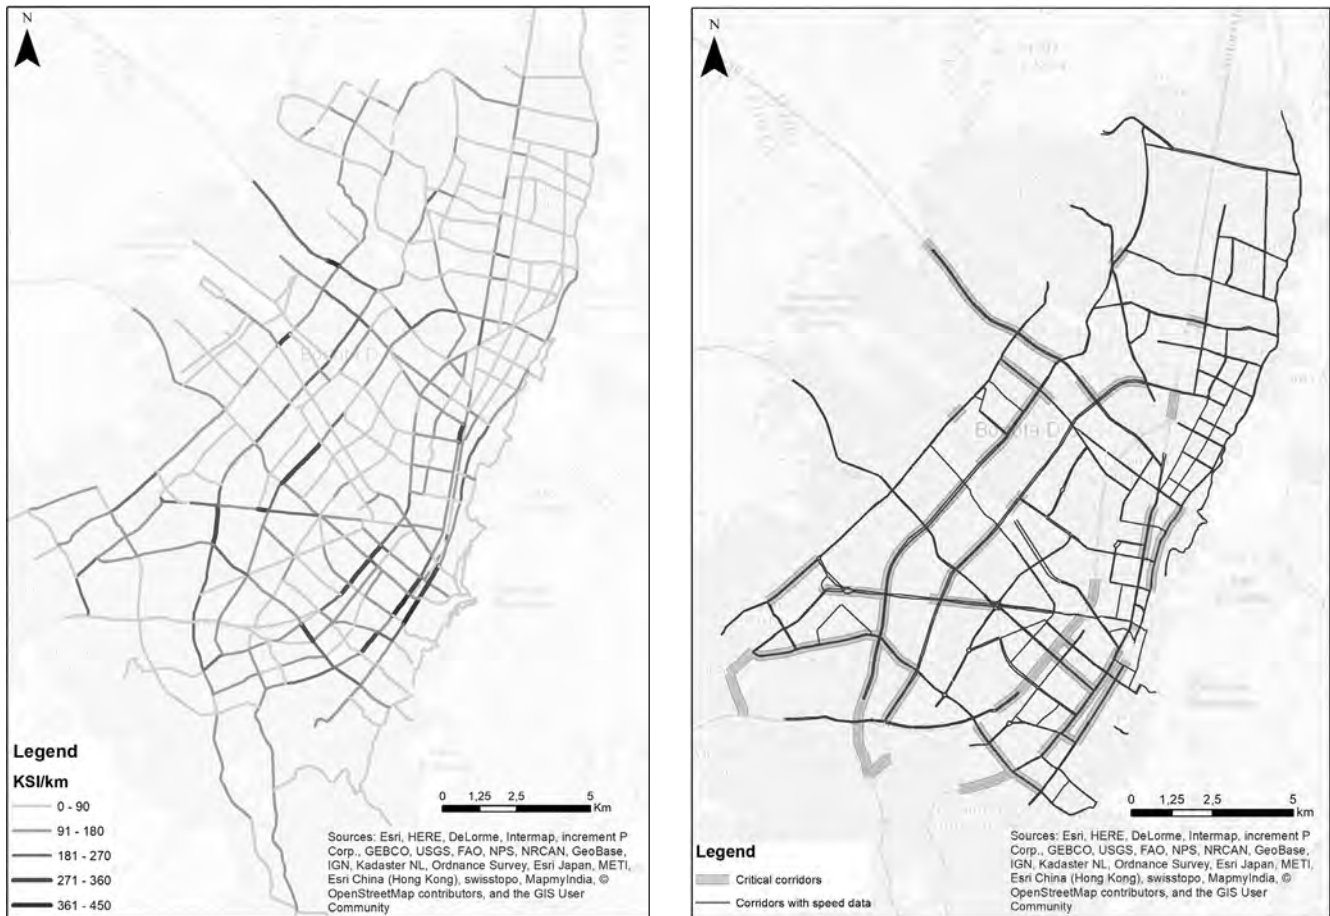 N
Legend
KSI/km
0 - 90
91 - 180
181 - 270
271 - 360
361 - 450
0 1,25 2,5 5
Km
Sources: Esri, HERE, DeLorme, Intermap, increment P
Corp., GEBCO, USGS, FAO, NPS, NRCAN, GeoBase,
IGN, Kadaster NL, Ordnance Survey, Esri Japan, METI,
Esri China (Hong Kong), swisstopo, MapmyIndia, ©
OpenStreetMap contributors, and the GIS User
Community
N
0 1,25 2,5 5
km
Sources: Esri, HERE, DeLorme, Intermap, increment P
Corp., GEBCO, USGS, FAO, NPS, NRCAN, GeoBase,
IGN, Kadaster NL, Ordnance Survey, Esri Japan, METI,
Esri China (Hong Kong), swisstopo, MapmyIndia, ©
OpenStreetMap contributors, and the GIS User
Community
Legend
Critical corridors
Corridors with speed data